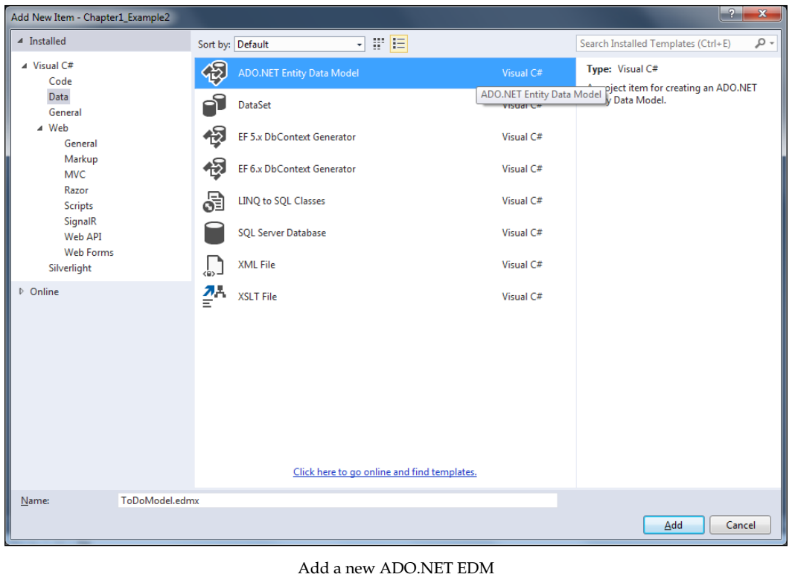 Add New Item - Chapter1_Example2
Installed
Sort by: Default
Search Installed Templates (Ctrl+E)
Visual C#
Code
Data
General
Web
General
Markup
MVC
Razor
Scripts
SignalR
Web API
Web Forms
Silverlight
Online
ADO.NET Entity Data Model Visual C#
DataSet Visual C#
EF 5.x DbContext Generator Visual C#
EF 6.x DbContext Generator Visual C#
LINQ to SQL Classes Visual C#
SQL Server Database Visual C#
XML File Visual C#
XSLT File Visual C#
ADO.NET Entity Data Model
Type: Visual C#
project item for creating an ADO.NET
Data Model.
Click here to go online and find templates.
Name: ToDoModel.edmx
Add Cancel
Add a new ADO.NET EDM